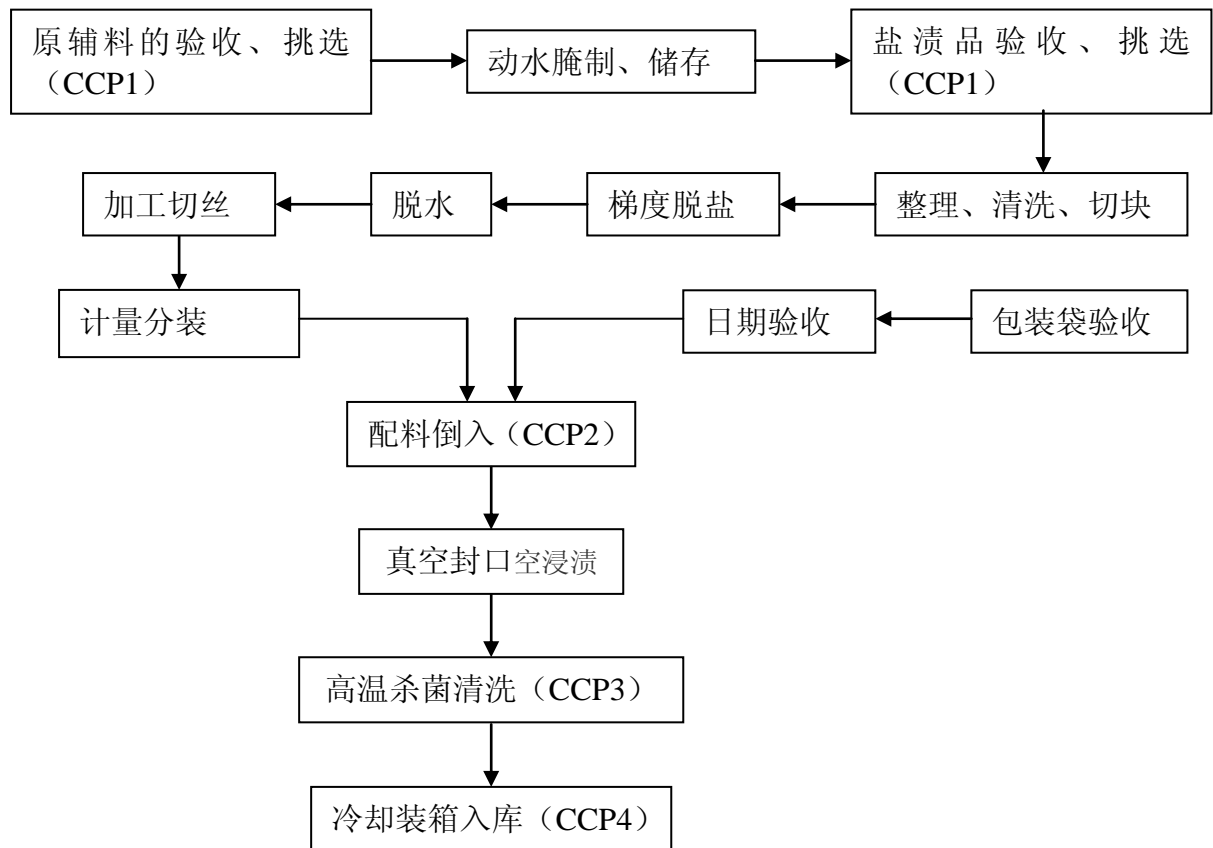 原辅料的验收、挑选
（CCP1）
动水腌制、储存
盐渍品验收、挑选
（CCP1）
整理、清洗、切块
梯度脱盐
脱水
加工切丝
计量分装
日期验收
包装袋验收
配料倒入（CCP2）
真空封口空浸渍
高温杀菌清洗（CCP3）
冷却装箱入库（CCP4）